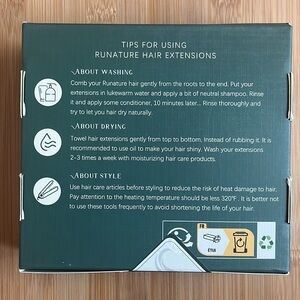 TIPS FOR USING
RUNATURE HAIR EXTENSIONS
ABOUT WASHING
Comb your Runature hair gently from the roots to the end. Put your
extensions in lukewarm water and apply a bit of neutral shampoo. Rinse
it and apply some conditioner, 10 minutes later... Rinse thoroughly and
try to let you hair dry naturally.
ABOUT DRYING
Towel hair extensions gently from top to bottom, Instead of rubbing it. It is
recommended to use oil to make your hair shiny. Wash your extensions
2-3 times a week with moisturizing hair care products.
ABOUT STYLE
Use hair care articles before styling to reduce the risk of heat damage to hair.
Pay attention to the heating temperature should be less 320°F . It is better not
to use these tools frequently to avoid shortening the life of your hair.
FR
ÉTUI